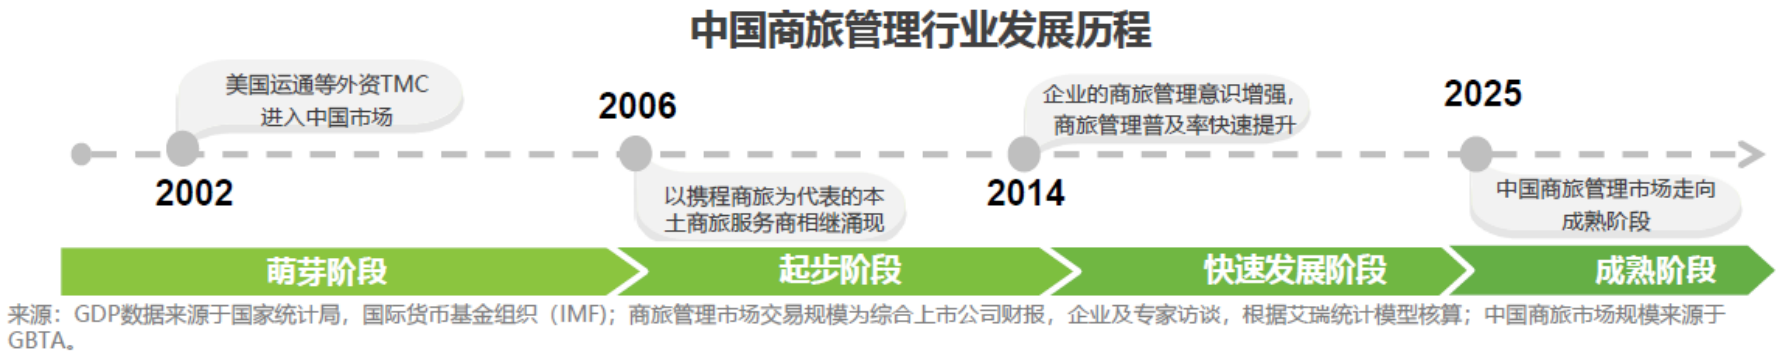 中国商旅管理行业发展历程
美国运通等外资TMC
进入中国市场
2002
2006
以携程商旅为代表的本
土商旅服务商相继涌现
企业的商旅管理意识增强，
商旅管理普及率快速提升
2014
2025
中国商旅管理市场走向
成熟阶段
萌芽阶段
起步阶段
快速发展阶段
成熟阶段
来源：GDP数据来源于国家统计局，国际货币基金组织（IMF)；商旅管理市场交易规模为综合上市公司财报，企业及专家访谈，根据艾瑞统计模型核算；中国商旅市场规模来源于
GBTA。